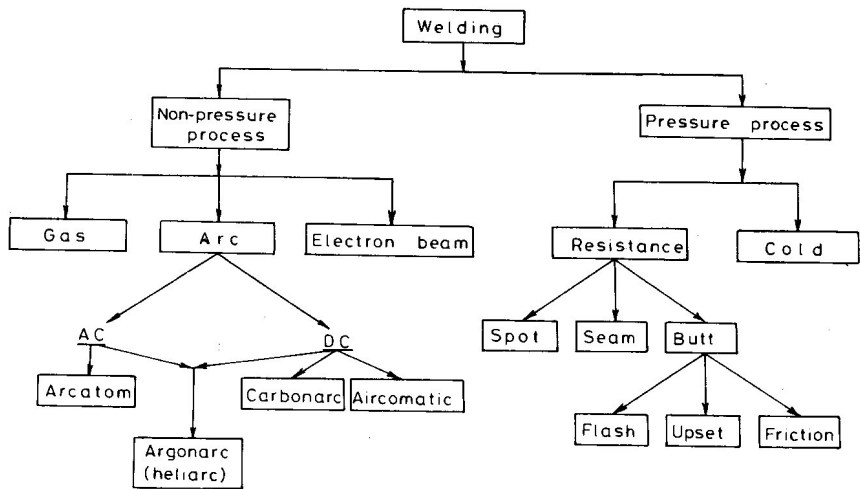 Welding
Non-pressure
process
Pressure process
Gas
Arc
Electron beam
Resistance
Cold
AC
DC
Spot
Seam
Butt
Arcatom
Carbonarc
Aircomatic
Argonarc
(heliarc)
Flash
Upset
Friction